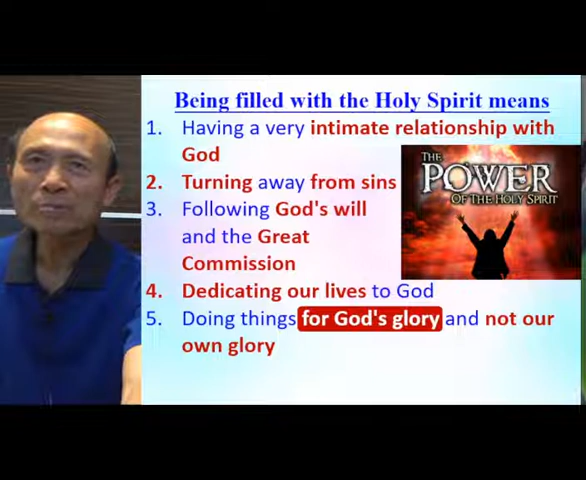 Being filled with the Holy Spirit means
1. Having a very intimate relationship with
God
2. Turning away from sins
3. Following God's will
and the Great
Commission
4. Dedicating our lives to God
5. Doing things for God's glory and not our
own glory
THE
POWER
OF THE HOLY SPIRIT